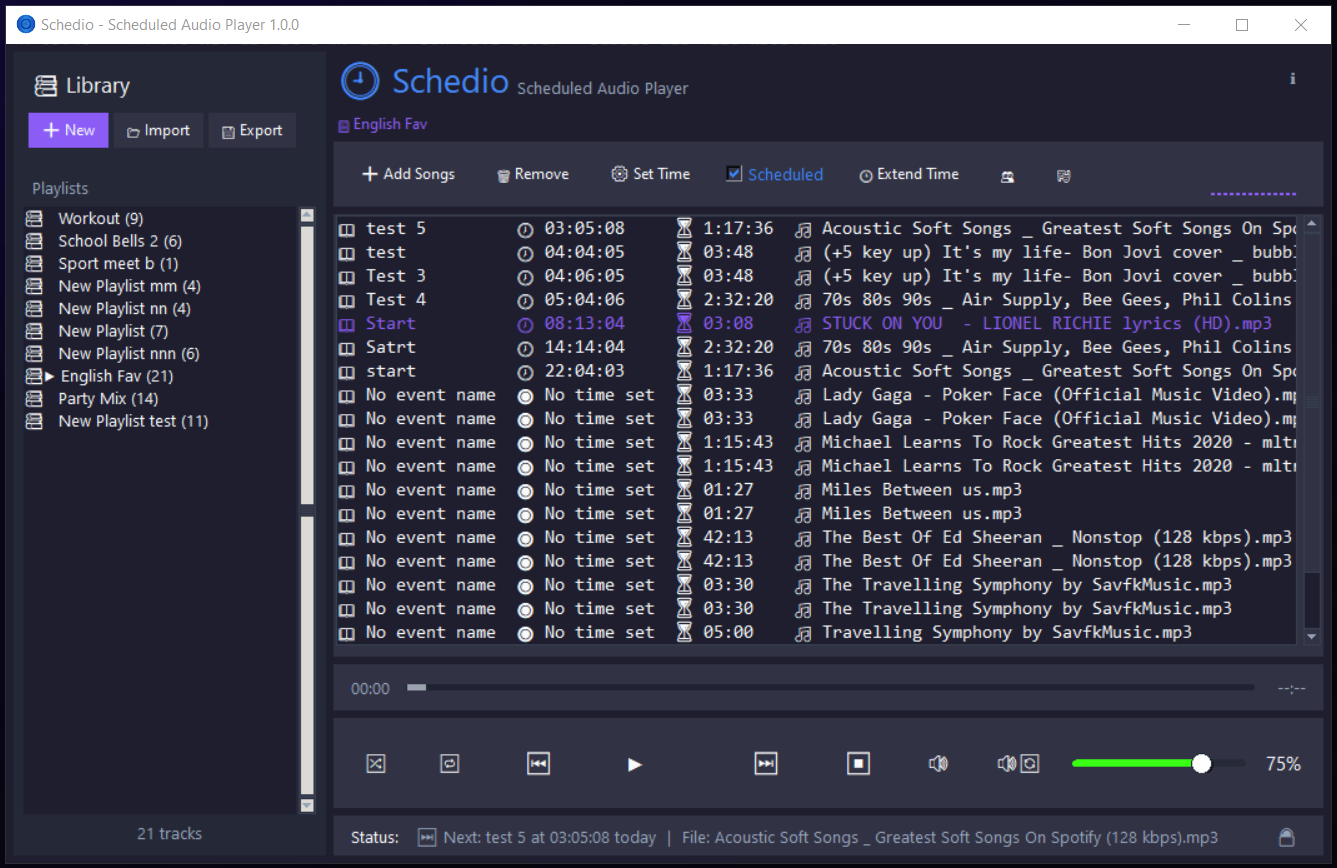 Schedio - Scheduled Audio Player 1.0.0
Library
New Import Export
Playlists
Workout (9)
School Bells 2 (6)
Sport meet b (1)
New Playlist mm (4)
New Playlist nn (4)
New Playlist (7)
New Playlist nnn (6)
English Fav (21)
Party Mix (14)
New Playlist test (11)
21 tracks
Schedio Scheduled Audio Player
English Fav
Add Songs Remove Set Time Scheduled Extend Time
test 5 03:05:08 1:17:36 Acoustic Soft Songs _ Greatest Soft Songs On Spo
test 04:04:05 03:48 (+5 key up) It's my life- Bon Jovi cover _ bubbl
Test 3 04:06:05 03:48 (+5 key up) It's my life- Bon Jovi cover _ bubbl
Test 4 05:04:06 2:32:20 70s 80s 90s _ Air Supply, Bee Gees, Phil Colins
Start 08:13:04 03:08 STUCK ON YOU  - LIONEL RICHIE lyrics (HD).mp3
Satrt 14:14:04 2:32:20 70s 80s 90s _ Air Supply, Bee Gees, Phil Colins
start 22:04:03 1:17:36 Acoustic Soft Songs _ Greatest Soft Songs On Spo
No event name No time set 03:33 Lady Gaga - Poker Face (Official Music Video).mp
No event name No time set 03:33 Lady Gaga - Poker Face (Official Music Video).mp
No event name No time set 1:15:43 Michael Learns To Rock Greatest Hits 2020 - mltr
No event name No time set 1:15:43 Michael Learns To Rock Greatest Hits 2020 - mltr
No event name No time set 01:27 Miles Between us.mp3
No event name No time set 01:27 Miles Between us.mp3
No event name No time set 42:13 The Best Of Ed Sheeran _ Nonstop (128 kbps).mp3
No event name No time set 42:13 The Best Of Ed Sheeran _ Nonstop (128 kbps).mp3
No event name No time set 03:30 The Travelling Symphony by SavfkMusic.mp3
No event name No time set 03:30 The Travelling Symphony by SavfkMusic.mp3
No event name No time set 05:00 Travelling Symphony by SavfkMusic.mp3
00:00 --:--
75%
Status: Next: test 5 at 03:05:08 today | File: Acoustic Soft Songs _ Greatest Soft Songs On Spotify (128 kbps).mp3